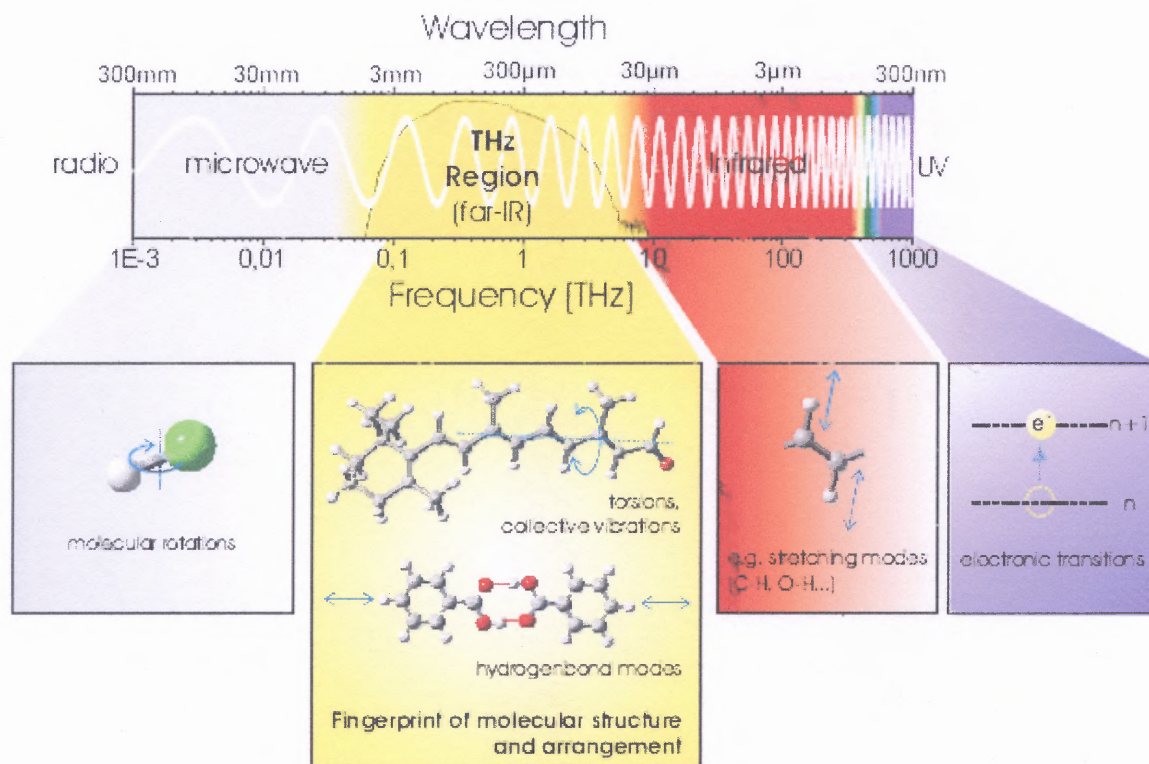 Wavelength
300mm 30mm 3mm 300µm 30µm 3µm 300nm
radio microwave THz Region (far-IR) Infrared UV
1E-3 0,01 0,1 1 10 100 1000
Frequency [THz]
molecular rotations
torsions,
collective vibrations
hydrogenbond modes
Fingerprint of molecular structure
and arrangement
e.g. stretching modes
(C-H, O-H...)
e⁻ n+1
n
electronic transitions